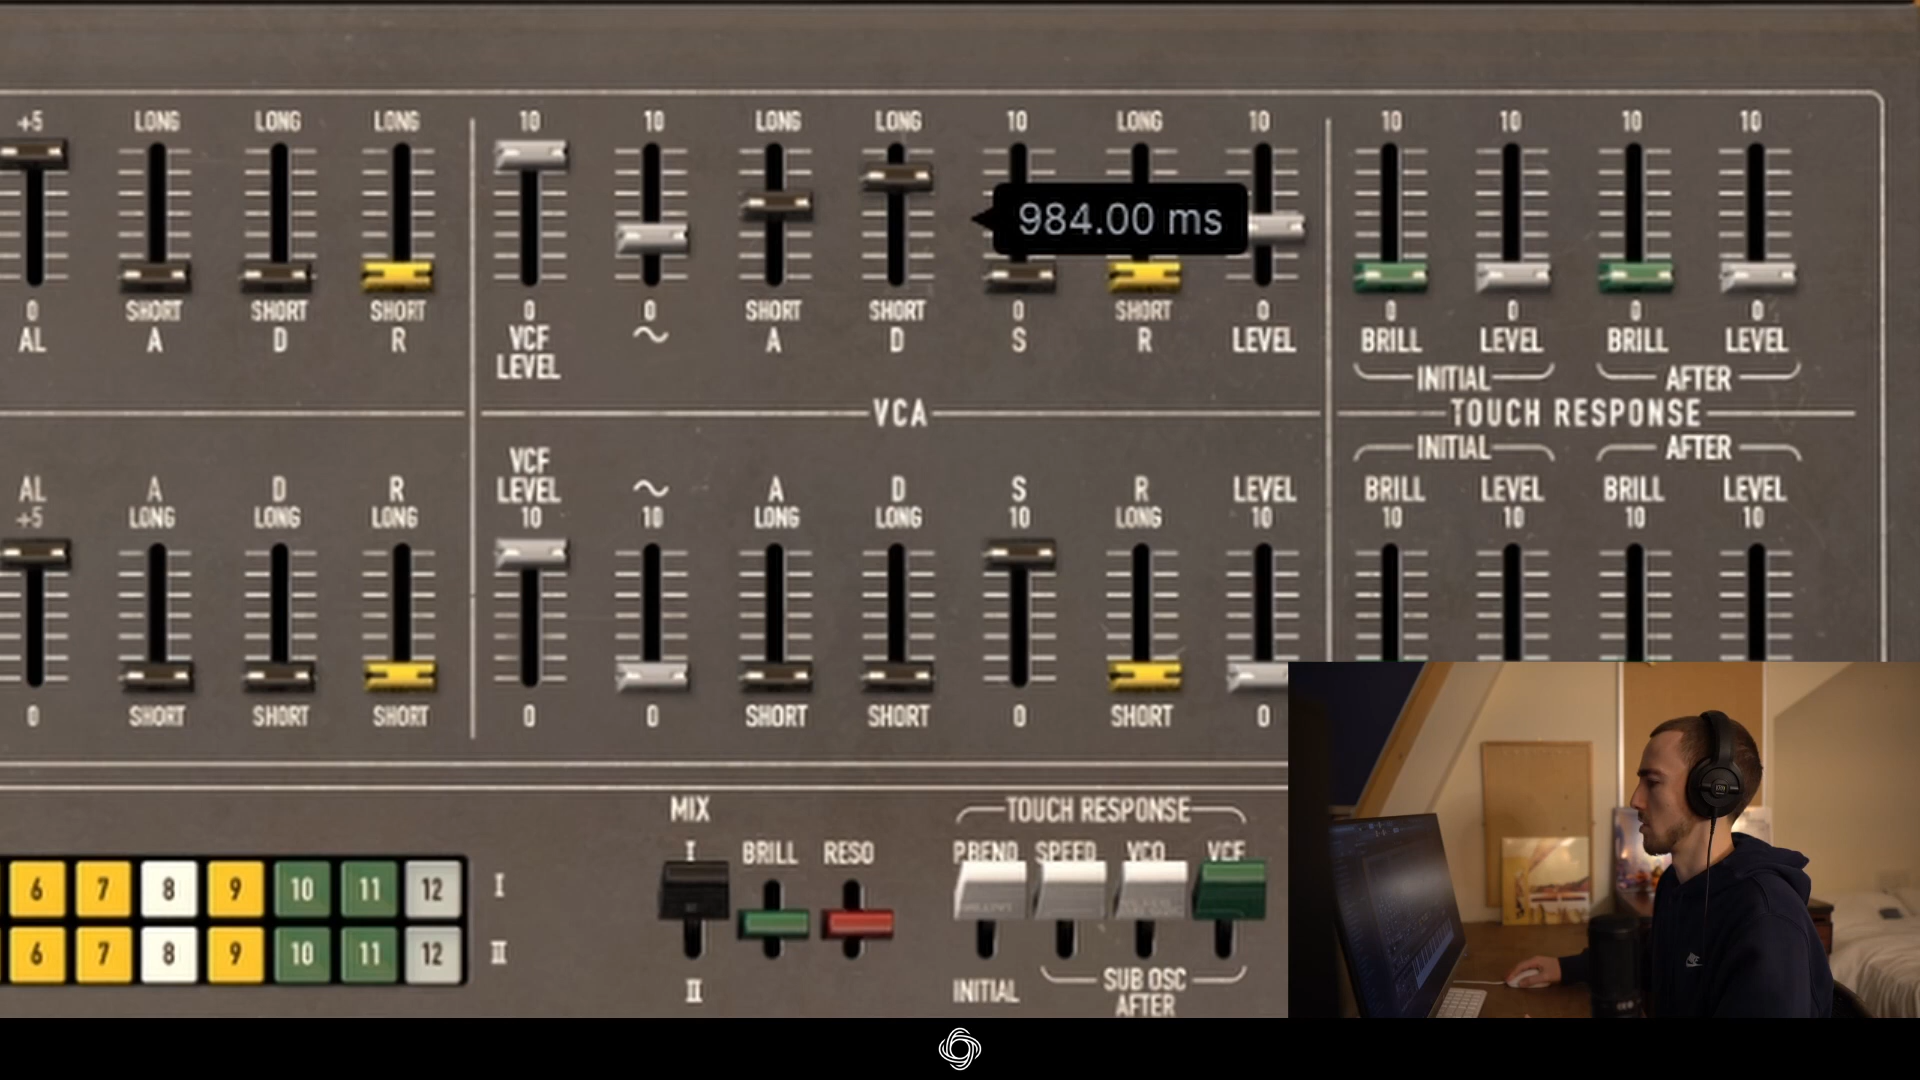 +5 LONG LONG LONG 10 10 LONG LONG 10 LONG 10 10 10 10 10
984.00 ms
0 SHORT SHORT SHORT 0 0 SHORT SHORT 0 SHORT 0 0 0 0 0
AL A D R VCF LEVEL A D S R LEVEL BRILL LEVEL BRILL LEVEL
INITIAL AFTER
VCA TOUCH RESPONSE
INITIAL AFTER
VCF
AL A D R LEVEL A D S R LEVEL BRILL LEVEL BRILL LEVEL
+5 LONG LONG LONG 10 10 LONG LONG 10 LONG 10 10 10 10 10
0 SHORT SHORT SHORT 0 0 SHORT SHORT 0 SHORT 0
MIX TOUCH RESPONSE
I BRILL RESO P.BEND SPEED VCO VCF
6 7 8 9 10 11 12 I
6 7 8 9 10 11 12 II
II INITIAL SUB OSC
AFTER